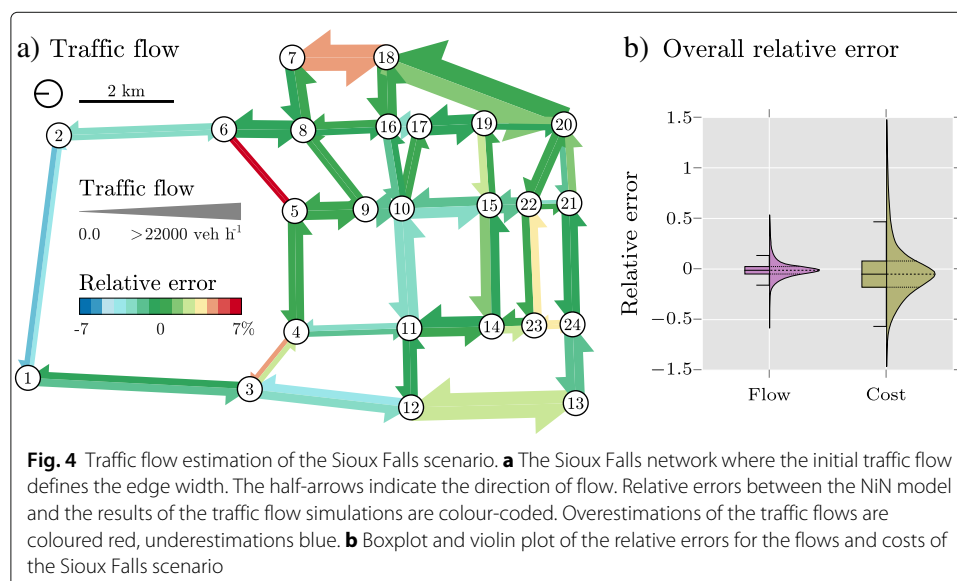 a) Traffic flow
b) Overall relative error
2 km
7
18
2
6
8
16
17
19
20
Traffic flow
0.0 >22000 veh h¹
Relative error
-7 0 7%
5
9
10
15
22
21
4
11
14
23
24
1
3
12
13
Relative error
1.5
1
0.5
0
−0.5
−1.5
Flow Cost
Fig. 4 Traffic flow estimation of the Sioux Falls scenario. a The Sioux Falls network where the initial traffic flow
defines the edge width. The half-arrows indicate the direction of flow. Relative errors between the NiN model
and the results of the traffic flow simulations are colour-coded. Overestimations of the traffic flows are
coloured red, underestimations blue. b Boxplot and violin plot of the relative errors for the flows and costs of
the Sioux Falls scenario